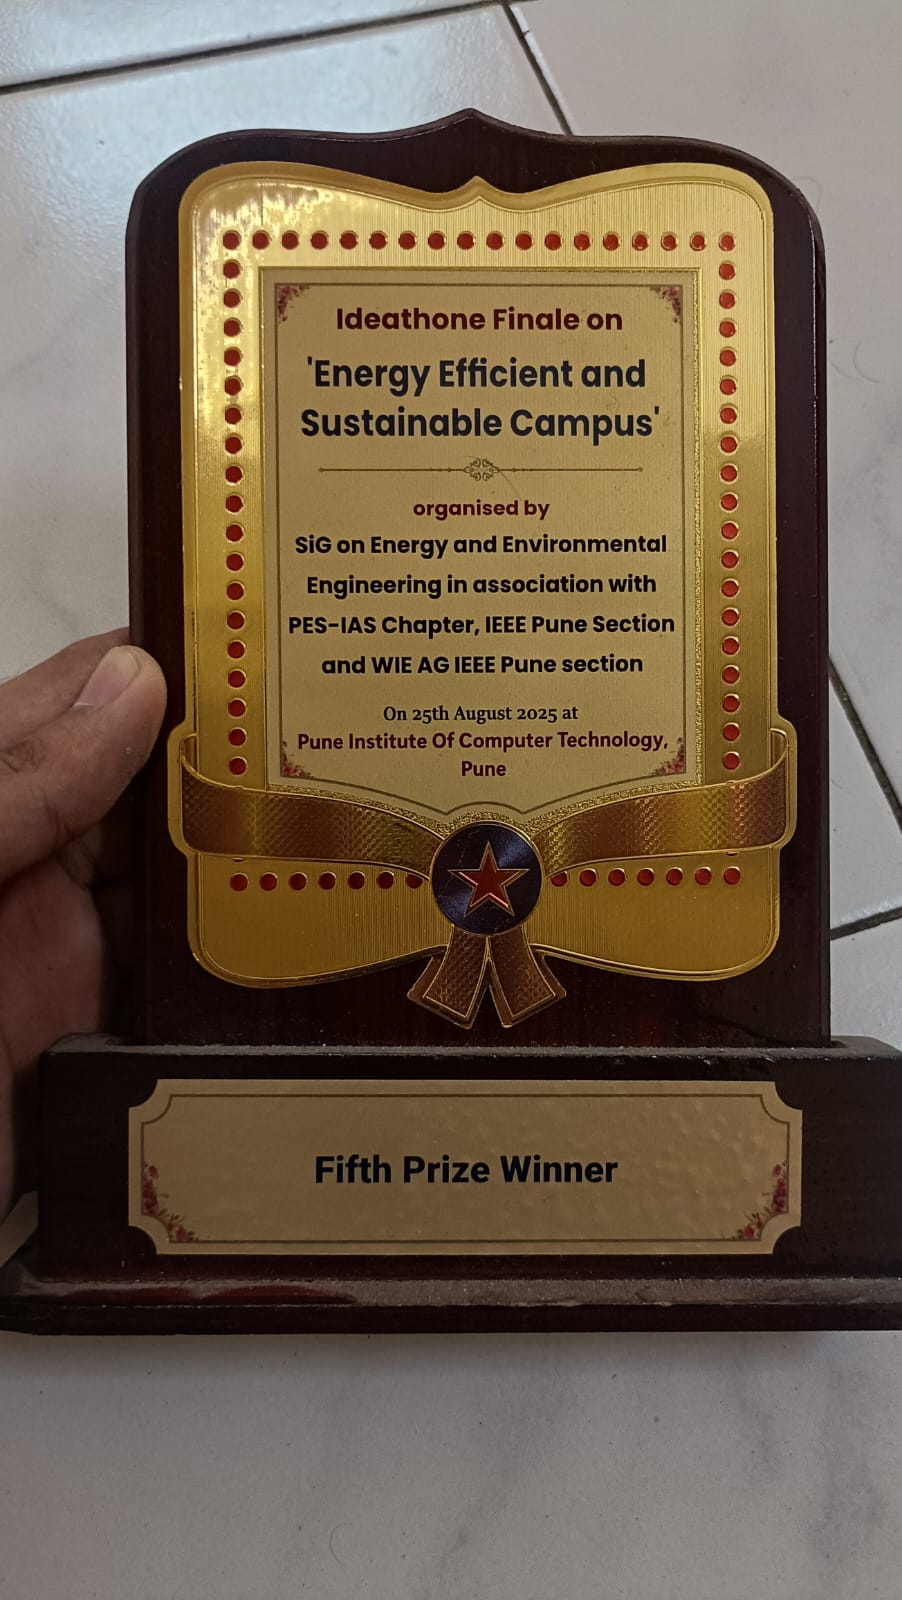 Ideathone Finale on
'Energy Efficient and
Sustainable Campus'
organised by
SiG on Energy and Environmental
Engineering in association with
PES-IAS Chapter, IEEE Pune Section
and WIE AG IEEE Pune section
On 25th August 2025 at
Pune Institute Of Computer Technology,
Pune
Fifth Prize Winner